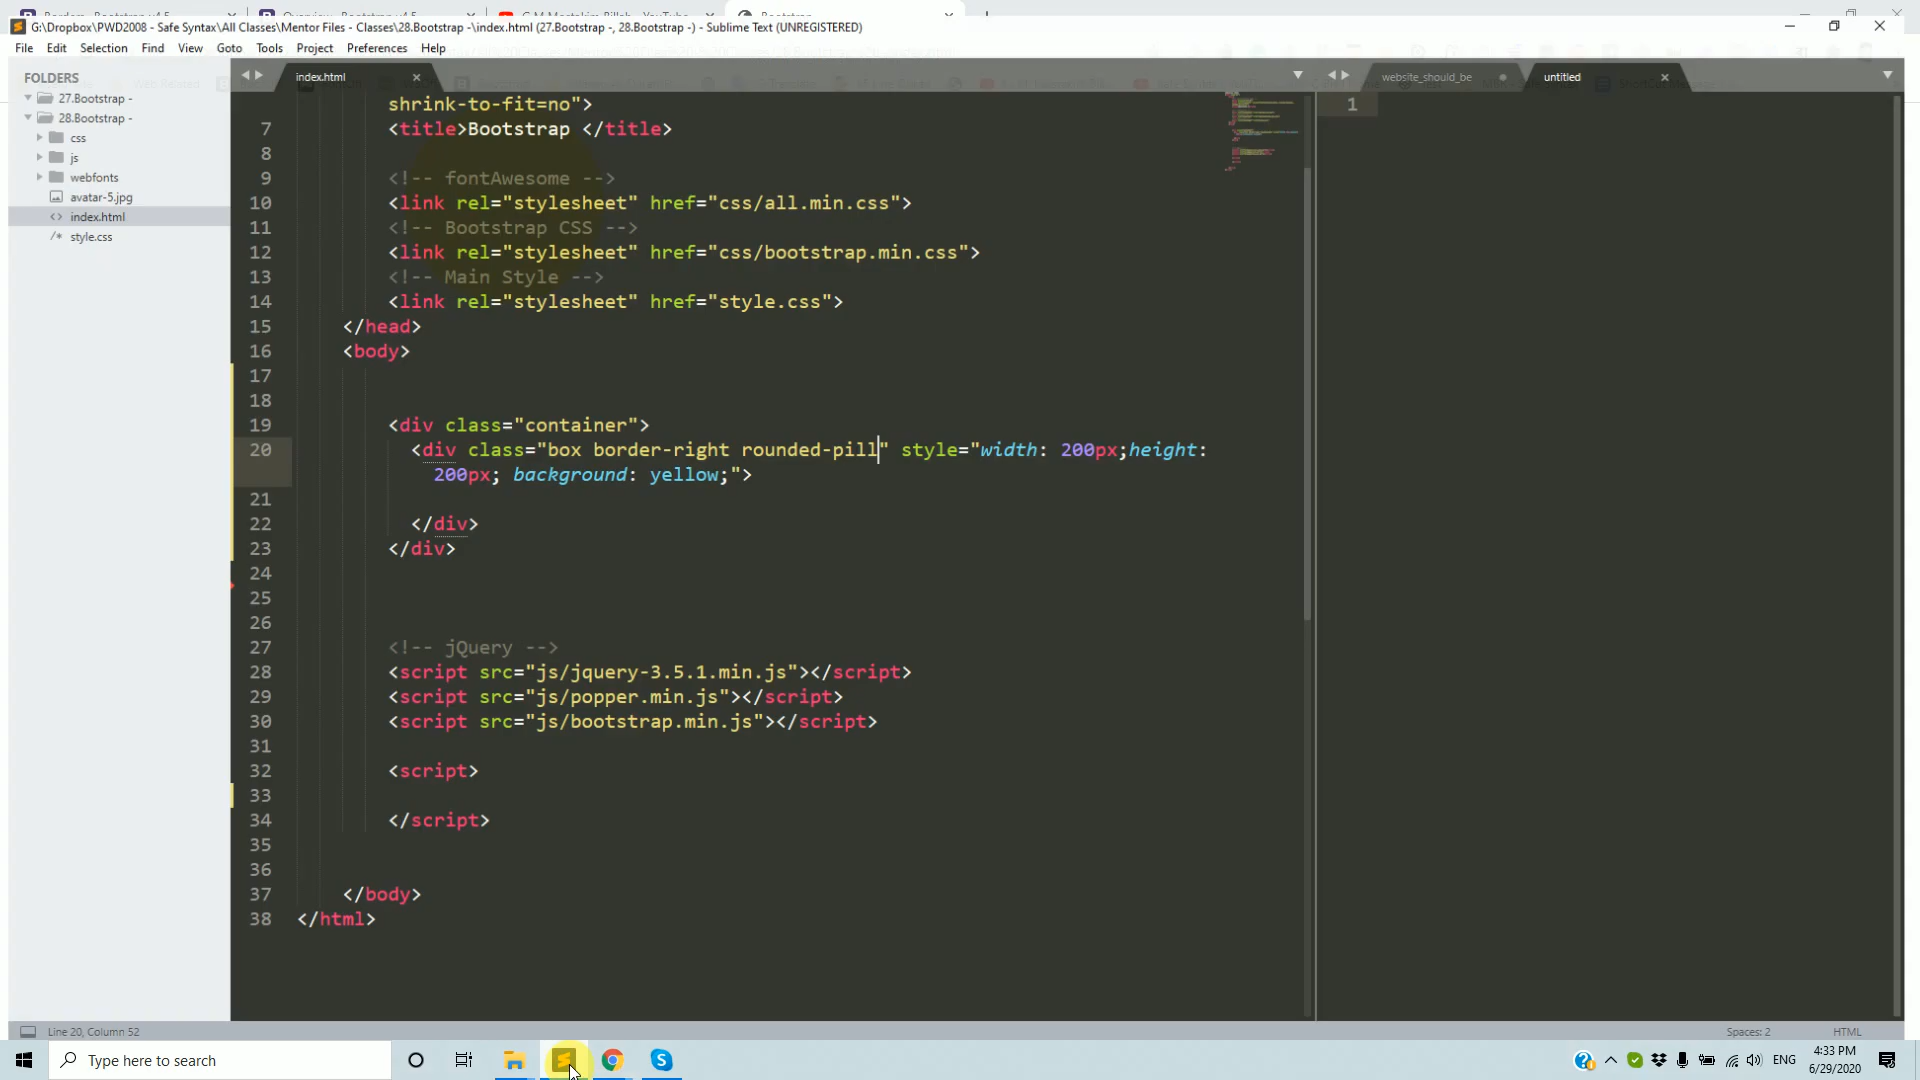 G:\Dropbox\PWD2008 - Safe Syntax\All Classes\Mentor Files - Classes\28.Bootstrap -\index.html (27.Bootstrap -, 28.Bootstrap -) - Sublime Text (UNREGISTERED)
File Edit Selection Find View Goto Tools Project Preferences Help
FOLDERS
27.Bootstrap -
28.Bootstrap -
css
js
webfonts
avatar-5.jpg
index.html
style.css
index.html
website_should_be
untitled
1
shrink-to-fit=no">
7 <title>Bootstrap </title>
8
9 <!-- fontAwesome -->
10 <link rel="stylesheet" href="css/all.min.css">
11 <!-- Bootstrap CSS -->
12 <link rel="stylesheet" href="css/bootstrap.min.css">
13 <!-- Main Style -->
14 <link rel="stylesheet" href="style.css">
15 </head>
16 <body>
17
18
19 <div class="container">
20 <div class="box border-right rounded-pill" style="width: 200px;height:
200px; background: yellow;">
21
22 </div>
23 </div>
24
25
26
27 <!-- jQuery -->
28 <script src="js/jquery-3.5.1.min.js"></script>
29 <script src="js/popper.min.js"></script>
30 <script src="js/bootstrap.min.js"></script>
31
32 <script>
33
34 </script>
35
36
37 </body>
38 </html>
Line 20, Column 52
Spaces: 2
HTML
Type here to search
ENG
4:33 PM
6/29/2020